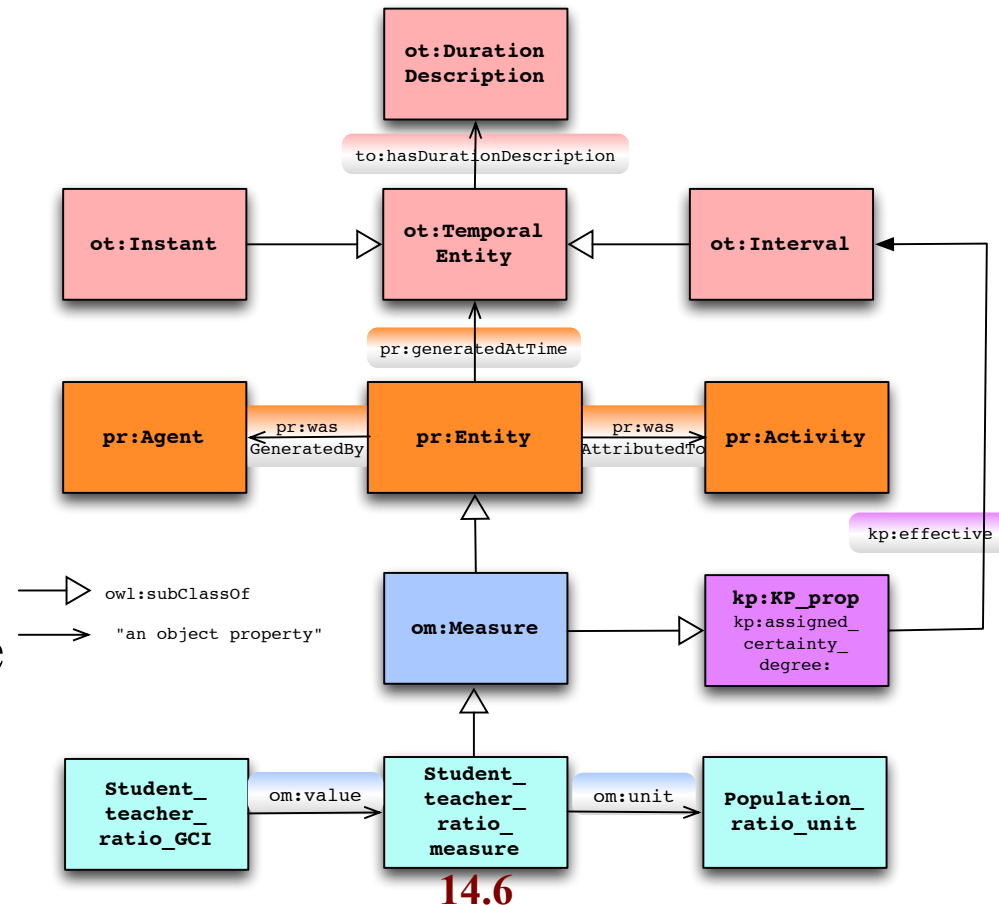 ot:Duration
Description
to:hasDurationDescription
ot:Instant
ot:Temporal
Entity
ot:Interval
pr:generatedAtTime
pr:Agent
pr:was
GeneratedBy
pr:Entity
pr:was
AttributedTo
pr:Activity
kp:effective
owl:subClassOf
"an object property"
e
om:Measure
kp:KP_prop
kp:assigned_
certainty_
degree:
Student_
teacher_
ratio_GCI
om:value
Student_
teacher_
ratio_
measure
om:unit
Population_
ratio_unit
14.6